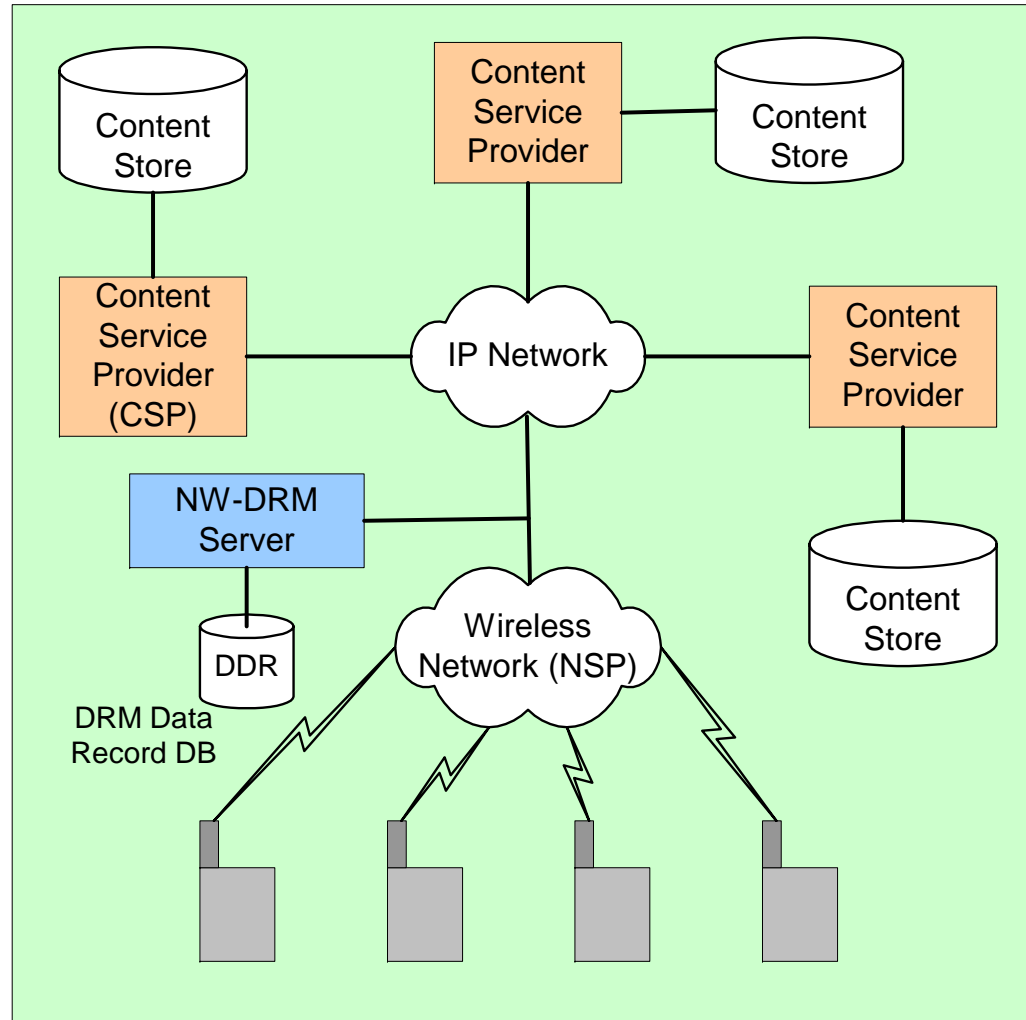 Content
Store
Content
Service
Provider
Content
Store
Content
Service
Provider
(CSP)
IP Network
Content
Service
Provider
NW-DRM
Server
DDR
DRM Data
Record DB
Wireless
Network (NSP)
Content
Store